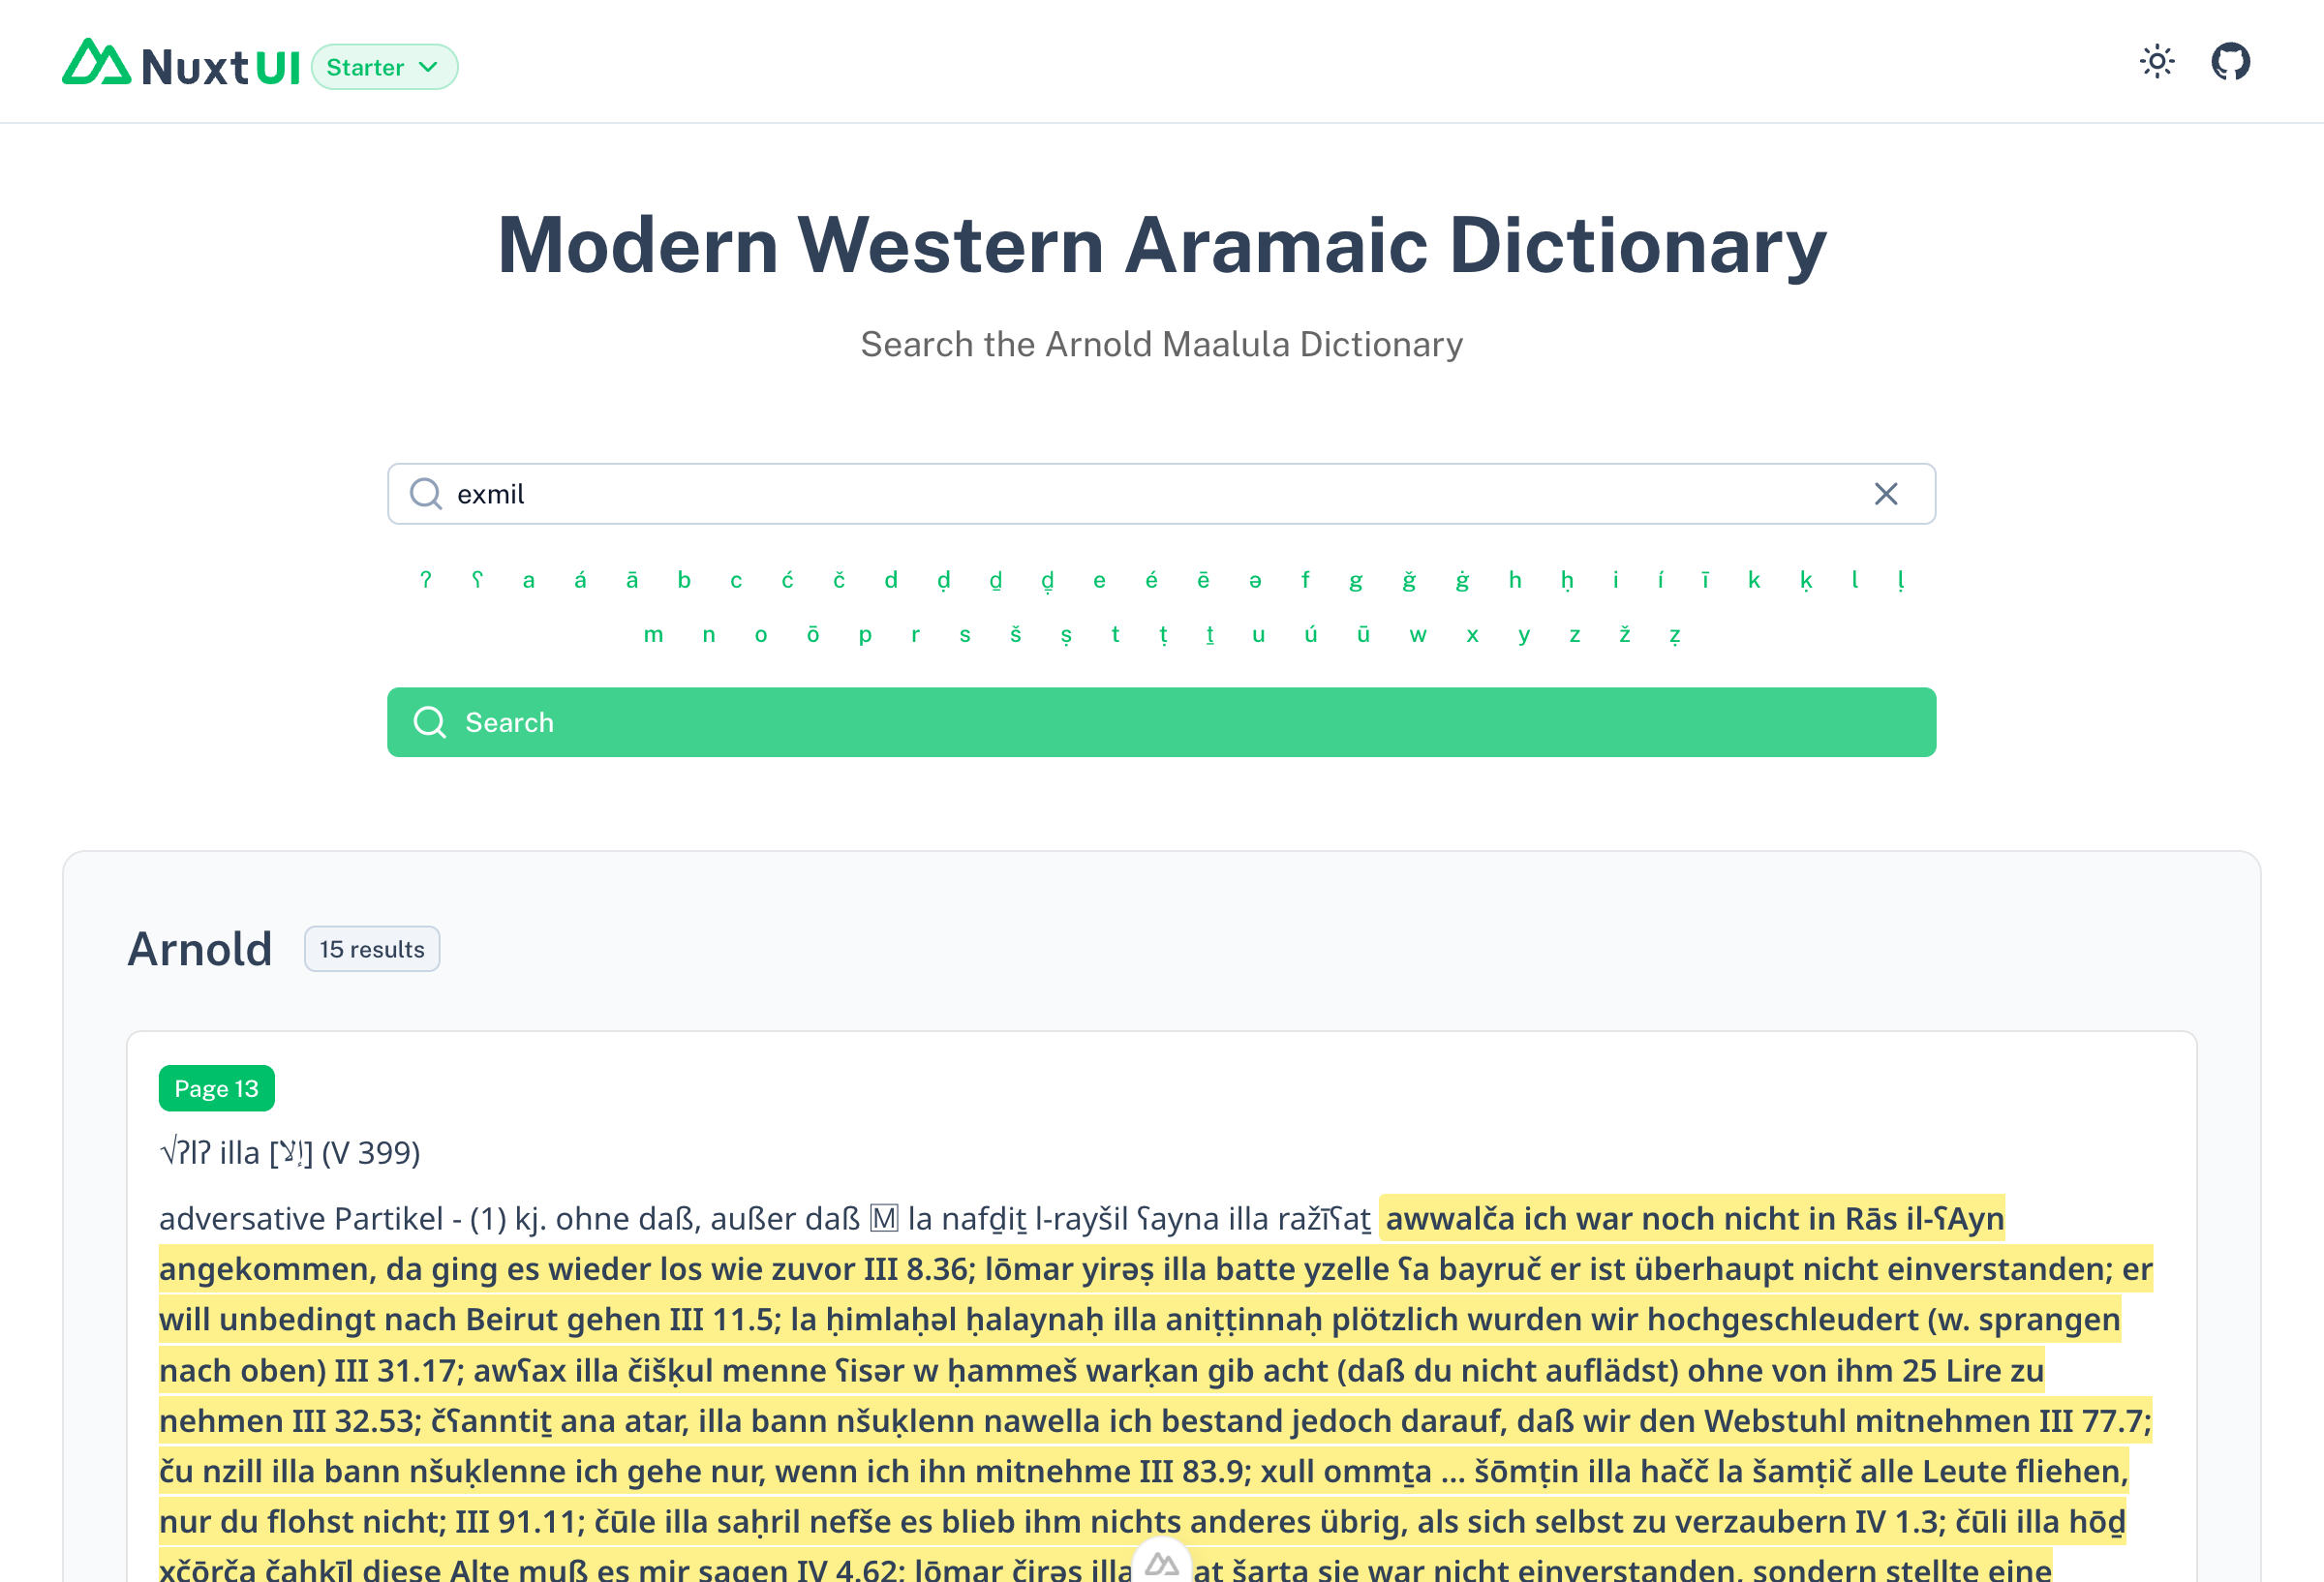 Nuxt UI Starter
Modern Western Aramaic Dictionary
Search the Arnold Maalula Dictionary
exmil
ʔ ʕ a á ā b c ć č d ḍ ḏ ḏ̣ e é ē ə f g ğ ġ h ḥ i í ī k ḳ l ḷ
m n o ō p r s š ṣ t ṭ ṯ u ú ū w x y z ž ẓ
Search
Arnold 15 results
Page 13
√ʔlʔ illa [إلا] (V 399)
adversative Partikel - (1) kj. ohne daß, außer daß 🄼 la nafḏiṯ l-rayšil ʕayna illa ražīʕaṯ awwalča ich war noch nicht in Rās il-ʕAyn
angekommen, da ging es wieder los wie zuvor III 8.36; lōmar yirəṣ illa batte yzelle ʕa bayruč er ist überhaupt nicht einverstanden; er
will unbedingt nach Beirut gehen III 11.5; la ḥimlaḥəl ḥalaynaḥ illa aniṭṭinnaḥ plötzlich wurden wir hochgeschleudert (w. sprangen
nach oben) III 31.17; awʕax illa čišḳul menne ʕisər w ḥammeš warḳan gib acht (daß du nicht auflädst) ohne von ihm 25 Lire zu
nehmen III 32.53; čʕanntiṯ ana atar, illa bann nšuḳlenn nawella ich bestand jedoch darauf, daß wir den Webstuhl mitnehmen III 77.7;
ču nzill illa bann nšuḳlenne ich gehe nur, wenn ich ihn mitnehme III 83.9; xull ommṯa ... šōmṭin illa hačč la šamṭič alle Leute fliehen,
nur du flohst nicht; III 91.11; čūle illa saḥril nefše es blieb ihm nichts anderes übrig, als sich selbst zu verzaubern IV 1.3; čūli illa hōḏ
xčōrča čaḥkīl diese Alte muß es mir sagen IV 4.62; lōmar čirəṣ illa at šarṭa sie war nicht einverstanden, sondern stellte eine